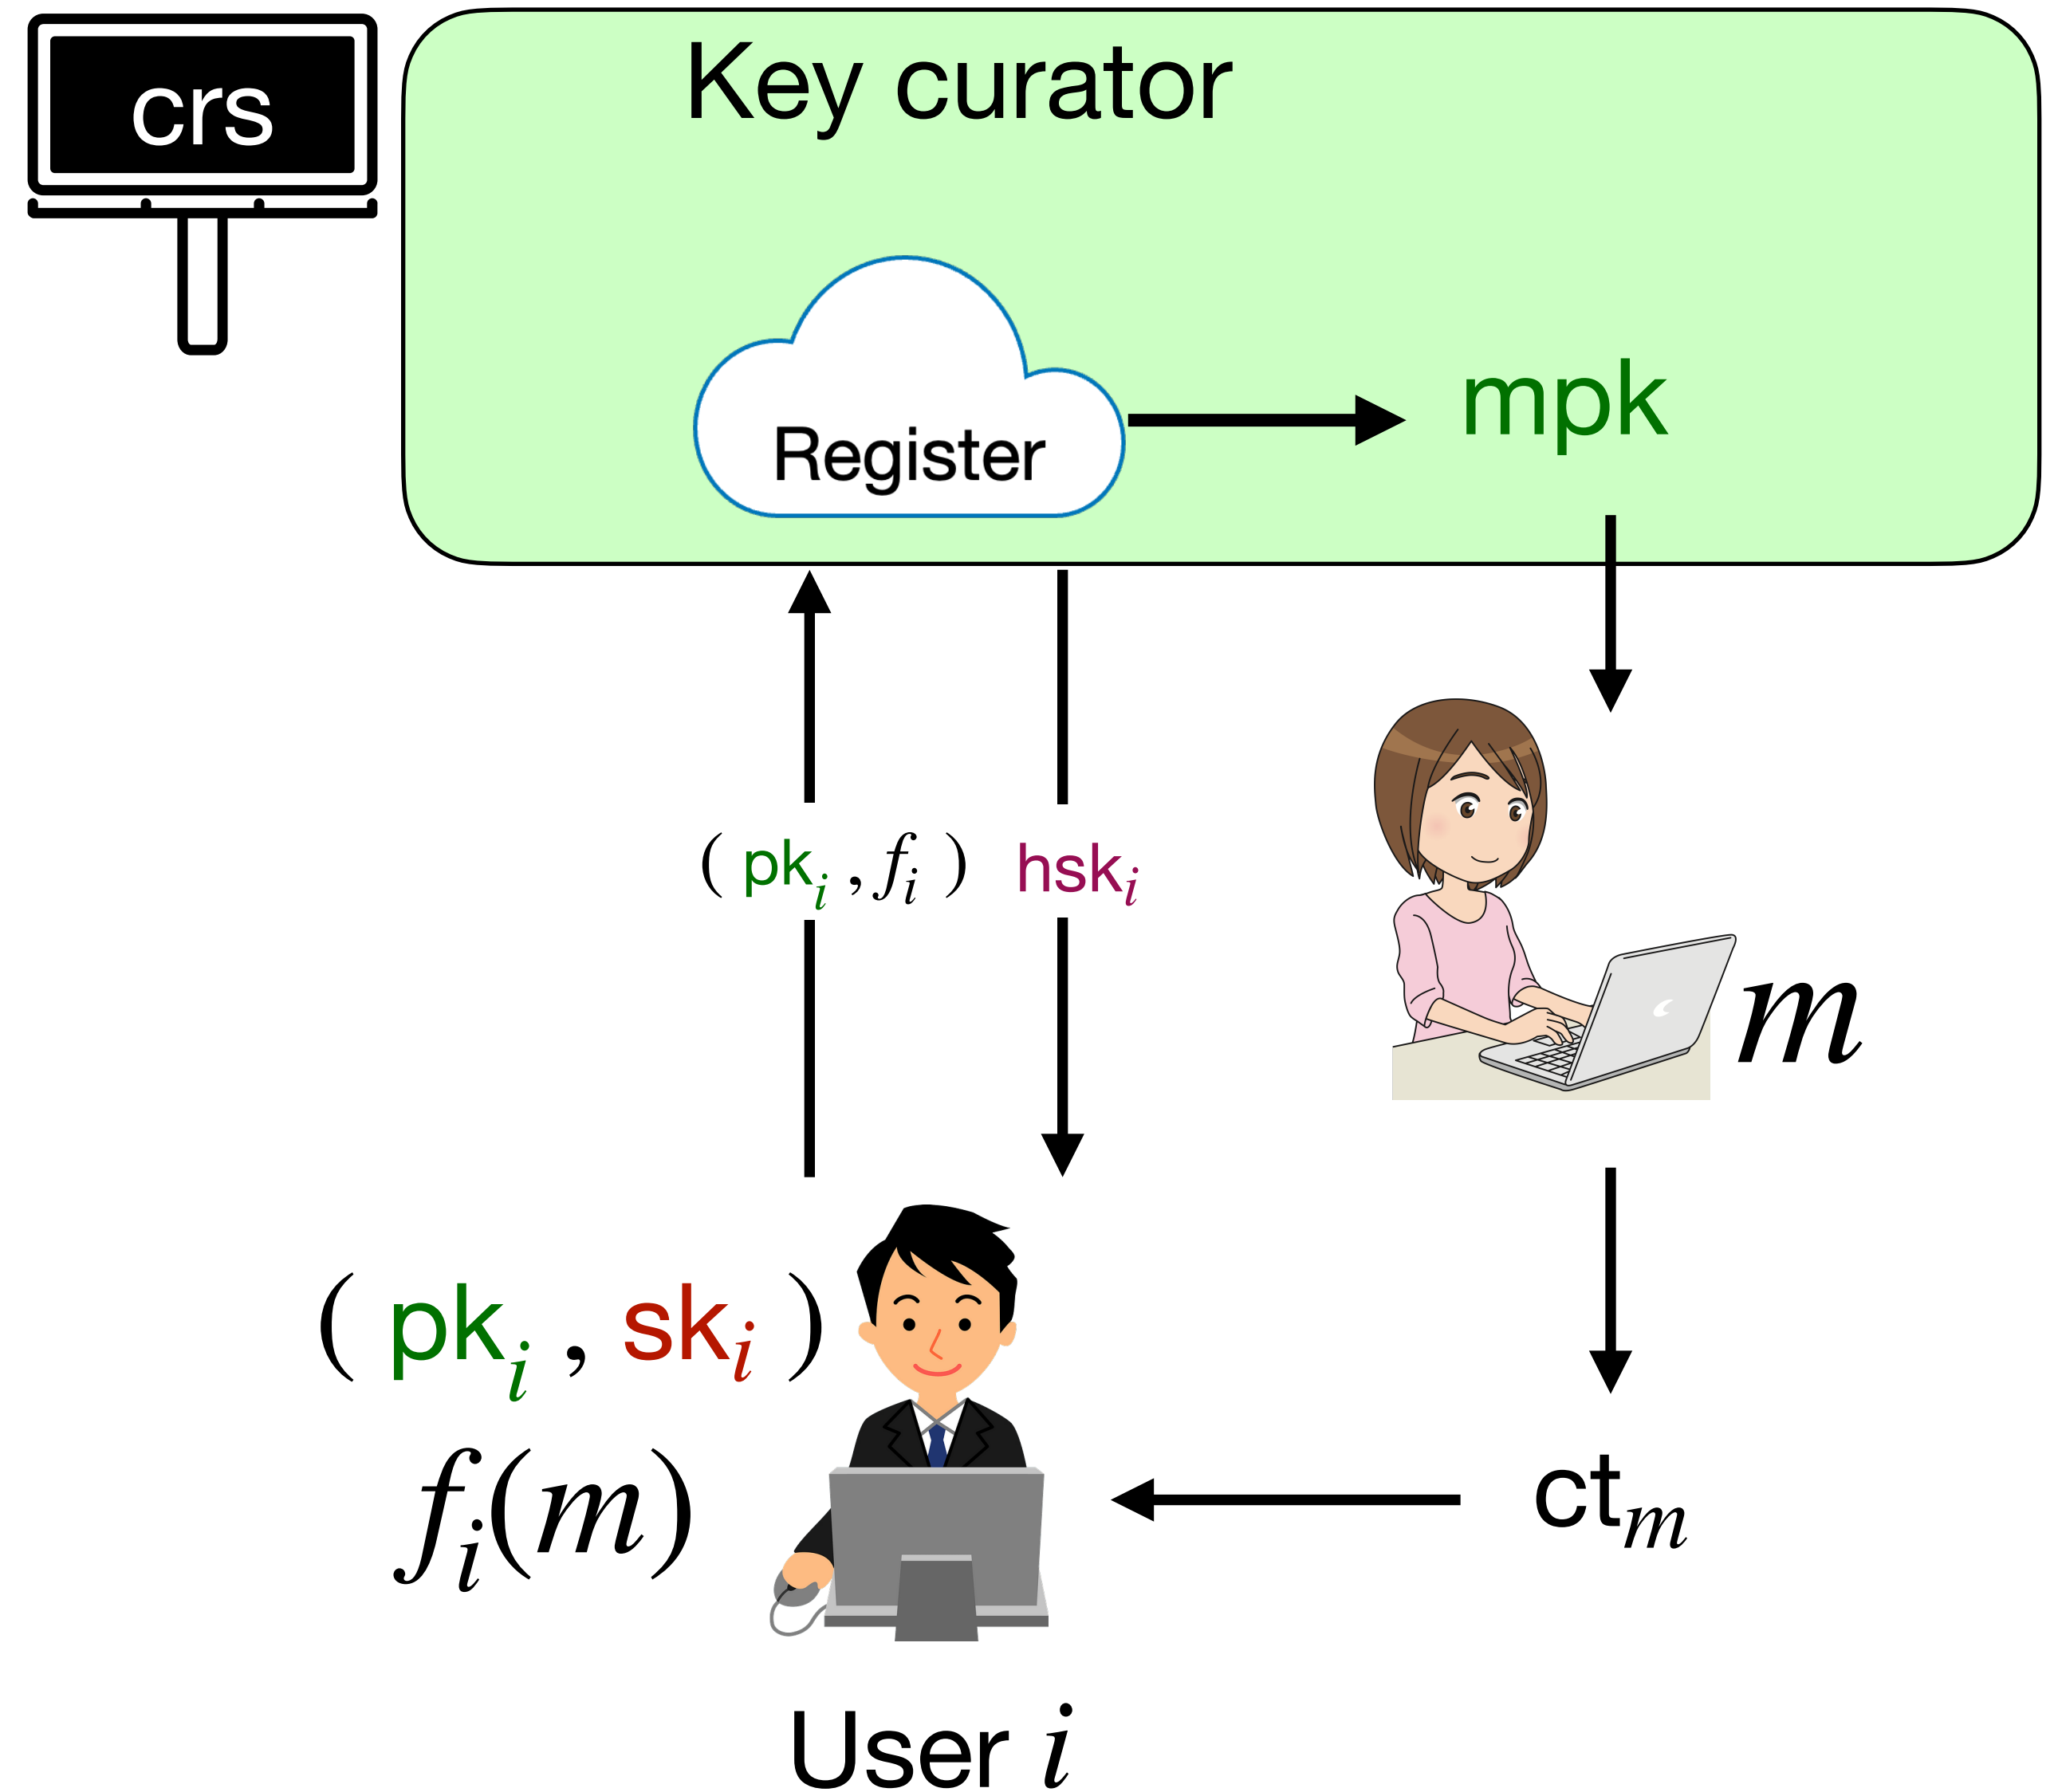 crs
Key curator
Register
mpk
( pk_i , f_i )
hsk_i
m
( pk_i , sk_i )
f_i(m)
ct_m
User i